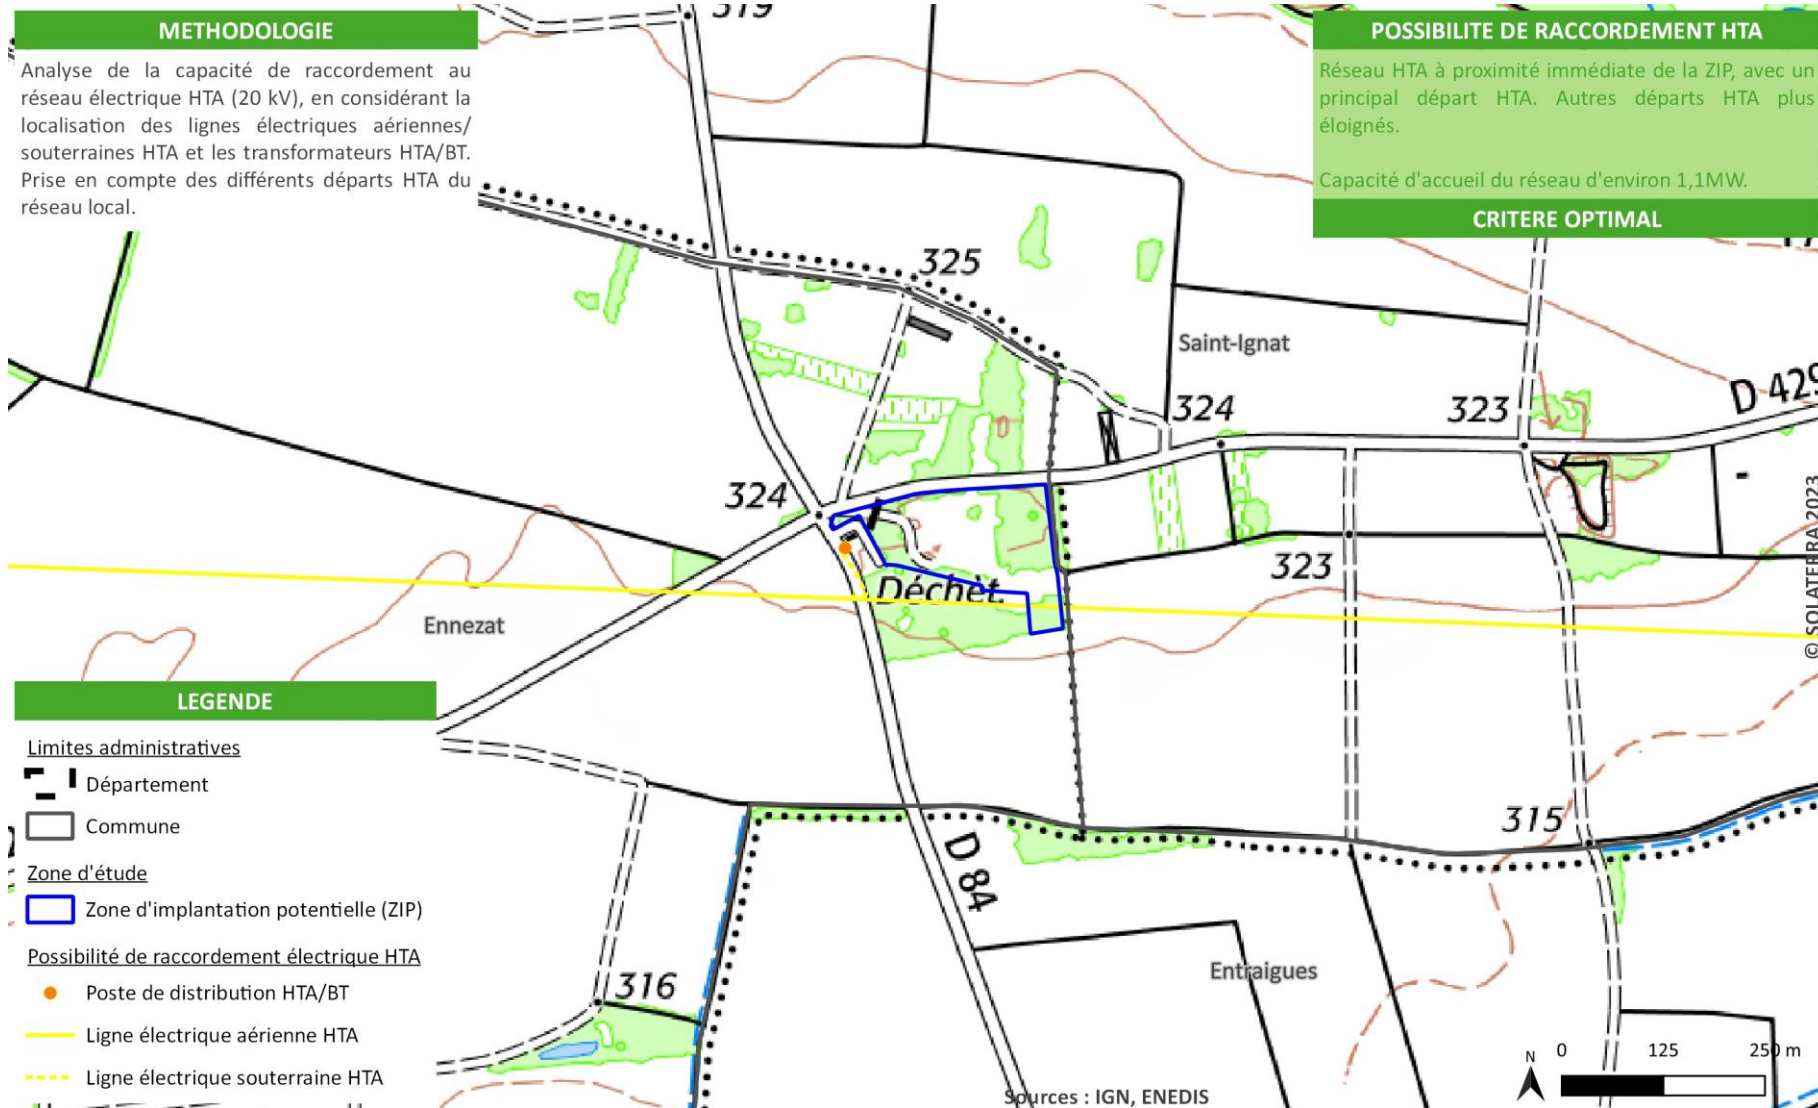 METHODOLOGIE
Analyse de la capacité de raccordement au
réseau électrique HTA (20 kV), en considérant la
localisation des lignes électriques aériennes/
souterraines HTA et les transformateurs HTA/BT.
Prise en compte des différents départs HTA du
réseau local.
319
POSSIBILITE DE RACCORDEMENT HTA
Réseau HTA à proximité immédiate de la ZIP, avec un
principal départ HTA. Autres départs HTA plus
éloignés.
Capacité d'accueil du réseau d'environ 1,1MW.
CRITERE OPTIMAL
325
Saint-Ignat
324
323
D 429
324
323
Déchèt.
Ennezat
© SOLATERRA 2023
LEGENDE
Limites administratives
Département
Commune
Zone d'étude
Zone d'implantation potentielle (ZIP)
Possibilité de raccordement électrique HTA
Poste de distribution HTA/BT
Ligne électrique aérienne HTA
Ligne électrique souterraine HTA
315
D 84
316
Entraigues
N
0 125 250 m
Sources : IGN, ENEDIS